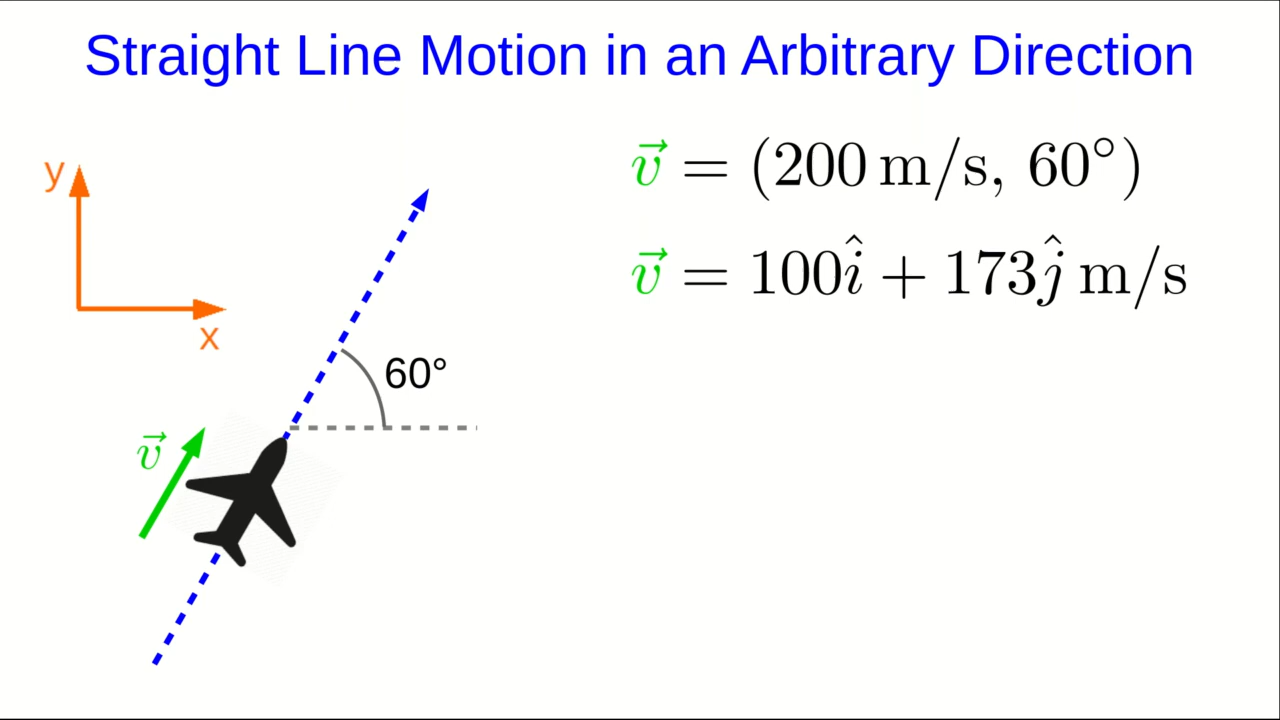 Straight Line Motion in an Arbitrary Direction
y
x
60°
v⃗
v⃗ = (200 m/s, 60°)
v⃗ = 100î + 173ĵ m/s